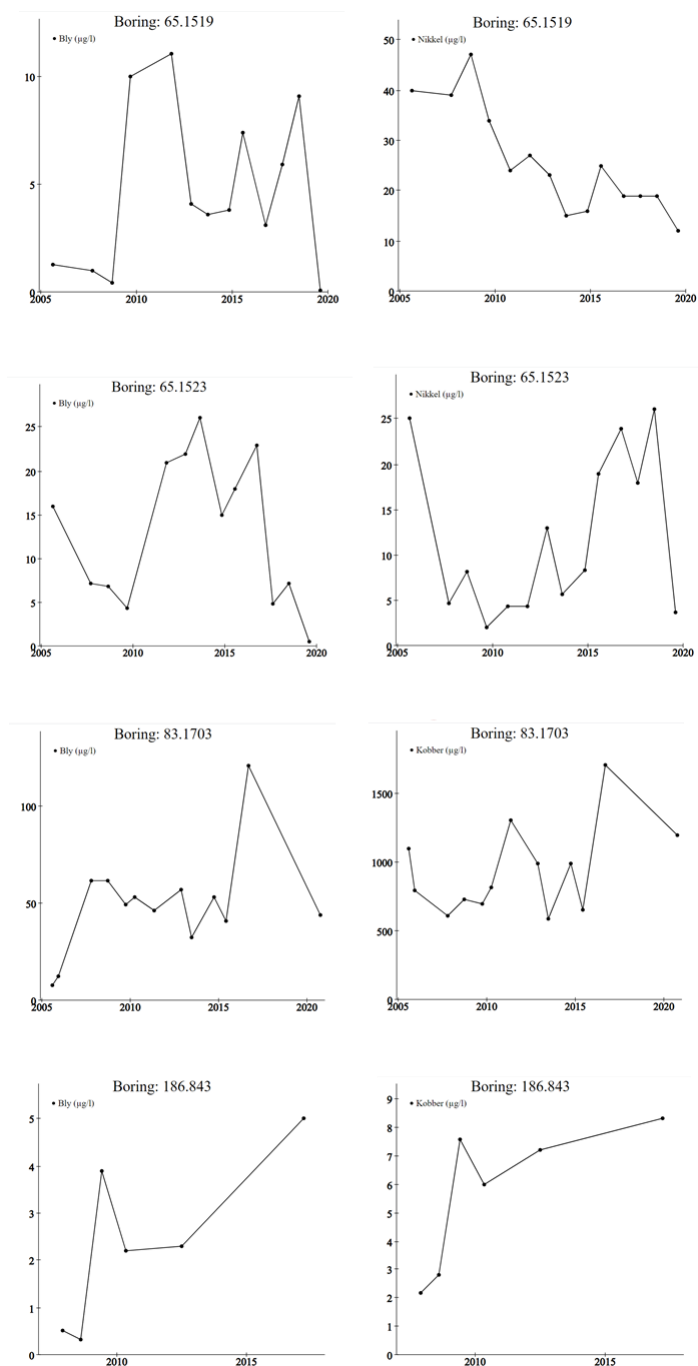 Boring: 65.1519
• Bly (µg/l)
10
5
0
2005 2010 2015 2020
Boring: 65.1519
• Nikkel (µg/l)
50
40
30
20
10
0
2005 2010 2015 2020
Boring: 65.1523
• Bly (µg/l)
25
20
15
10
5
0
2005 2010 2015 2020
Boring: 65.1523
• Nikkel (µg/l)
25
20
15
10
5
0
2005 2010 2015 2020
Boring: 83.1703
• Bly (µg/l)
100
50
0
2005 2010 2015 2020
Boring: 83.1703
• Kobber (µg/l)
1500
1000
500
0
2005 2010 2015 2020
Boring: 186.843
• Bly (µg/l)
5
4
3
2
1
0
2010 2015
Boring: 186.843
• Kobber (µg/l)
9
8
7
6
5
4
3
2
1
0
2010 2015